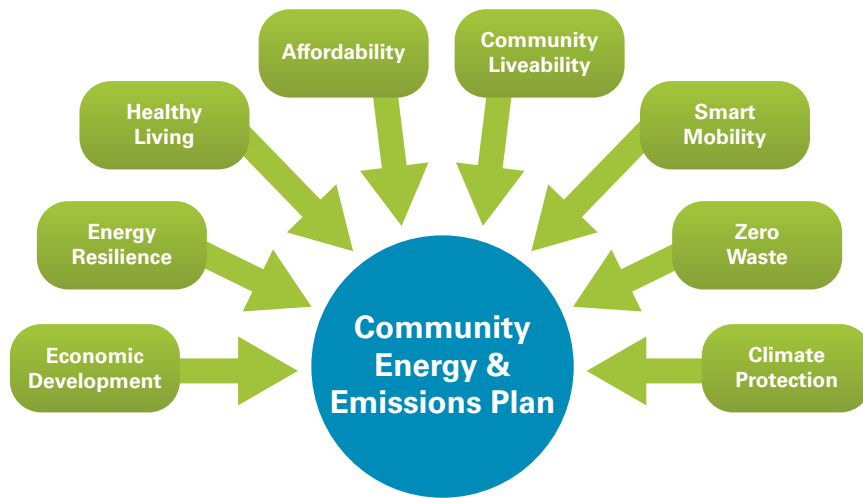 Affordability
Community
Liveability
Healthy
Living
Smart
Mobility
Energy
Resilience
Zero
Waste
Economic
Development
Climate
Protection
Community
Energy &
Emissions Plan